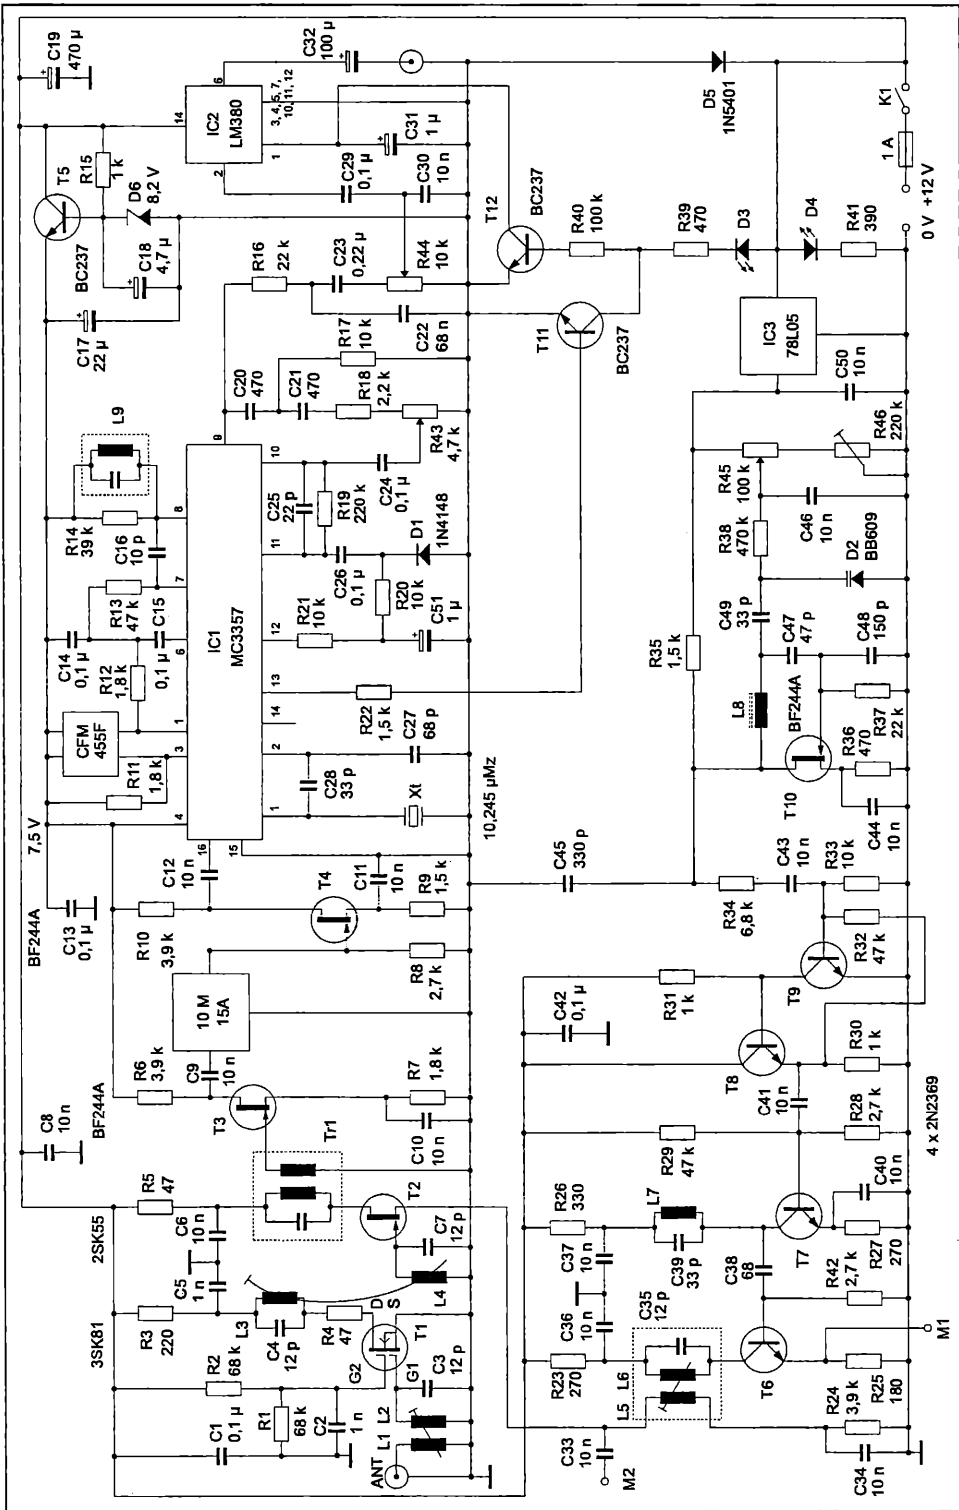 C19
470 µ
C32
100 µ
D5
1N5401
K1
1 A
0 V +12 V
T5
R15
1 k
D6
8,2 V
14
IC2
LM380
6
3, 4, 5, 7,
10, 11, 12
1
2
C31
1 µ
C29
0,1 µ
C30
10 n
T12
BC237
R40
100 k
R39
470
D3
D4
R41
390
BC237
C18
4,7 µ
C17
22 µ
R16
22 k
C23
0,22 µ
R44
10 k
C22
68 n
R17
10 k
T11
BC237
IC3
78L05
C50
10 n
C20
470
C21
470
R18
2,2 k
R43
4,7 k
L9
R14
39 k
C16
10 p
R13
47 k
C15
0,1 µ
C14
0,1 µ
R12
1,8 k
CFM
455F
R11
1,8 k
9
10
11
12
13
14
2
1
8
7
6
1
3
4
16
15
IC1
MC3357
C25
22 p
R19
220 k
C24
0,1 µ
C26
0,1 µ
D1
1N4148
R21
10 k
R20
10 k
C51
1 µ
R22
1,5 k
C27
68 p
C28
33 p
Xt
10,245 µMz
R45
100 k
R46
220 k
R38
470 k
C46
10 n
D2
BB609
C49
33 p
C47
47 p
C48
150 p
R35
1,5 k
L8
BF244A
R37
22 k
R36
470
T10
C44
10 n
7,5 V
BF244A
C13
0,1 µ
C12
10 n
R10
3,9 k
T4
C11
10 n
R9
1,5 k
R8
2,7 k
10 M
15A
C45
330 p
R34
6,8 k
C43
10 n
R33
10 k
R32
47 k
T9
R31
1 k
C42
0,1 µ
T8
R30
1 k
R6
3,9 k
C9
10 n
BF244A
T3
R7
1,8 k
C10
10 n
C8
10 n
Tr1
R5
47
2SK55
C6
10 n
T2
C7
12 p
L4
C41
10 n
R28
2,7 k
R29
47 k
4 x 2N2369
C40
10 n
R26
330
L7
C37
10 n
C39
33 p
T7
R27
270
C38
68
R42
2,7 k
3SK81
C5
1 n
R3
220
L3
C4
12 p
R4
47
D
S
T1
G2
G1
R2
68 k
C3
12 p
C1
0,1 µ
R1
68 k
C2
1 n
L2
L1
ANT
C36
10 n
C35
12 p
R23
270
L6
L5
T6
M1
R25
180
R24
3,9 k
C33
10 n
M2
C34
10 n